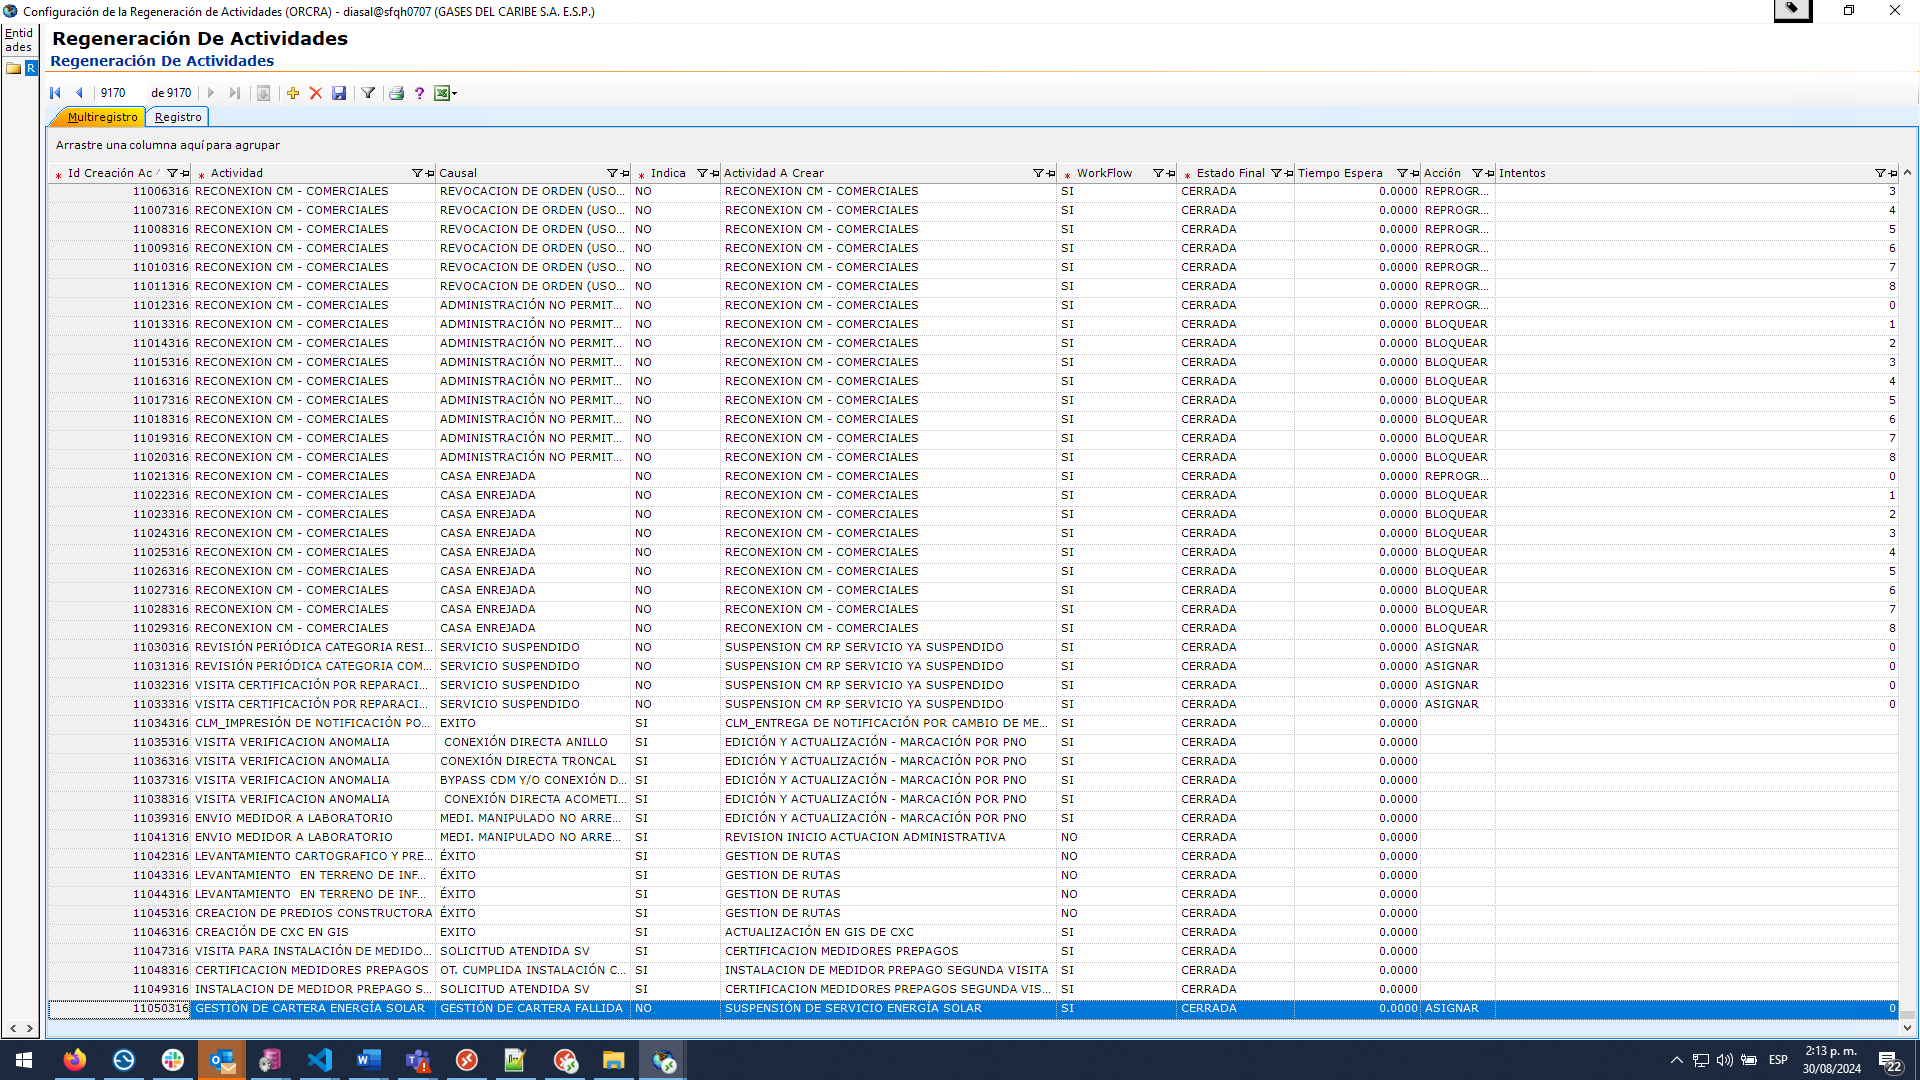 Configuración de la Regeneración de Actividades (ORCRA) - diasal@sfqh0707 (GASES DEL CARIBE S.A. E.S.P.)
Entid
ades
R
Regeneración De Actividades
Regeneración De Actividades
9170 de 9170
Multiregistro Registro
Arrastre una columna aquí para agrupar
Id Creación Ac Actividad Causal Indica Actividad A Crear WorkFlow Estado Final Tiempo Espera Acción Intentos
11006316 RECONEXION CM - COMERCIALES REVOCACION DE ORDEN (USO... NO RECONEXION CM - COMERCIALES SI CERRADA 0.0000 REPROGR... 3
11007316 RECONEXION CM - COMERCIALES REVOCACION DE ORDEN (USO... NO RECONEXION CM - COMERCIALES SI CERRADA 0.0000 REPROGR... 4
11008316 RECONEXION CM - COMERCIALES REVOCACION DE ORDEN (USO... NO RECONEXION CM - COMERCIALES SI CERRADA 0.0000 REPROGR... 5
11009316 RECONEXION CM - COMERCIALES REVOCACION DE ORDEN (USO... NO RECONEXION CM - COMERCIALES SI CERRADA 0.0000 REPROGR... 6
11010316 RECONEXION CM - COMERCIALES REVOCACION DE ORDEN (USO... NO RECONEXION CM - COMERCIALES SI CERRADA 0.0000 REPROGR... 7
11011316 RECONEXION CM - COMERCIALES REVOCACION DE ORDEN (USO... NO RECONEXION CM - COMERCIALES SI CERRADA 0.0000 REPROGR... 8
11012316 RECONEXION CM - COMERCIALES ADMINISTRACIÓN NO PERMIT... NO RECONEXION CM - COMERCIALES SI CERRADA 0.0000 REPROGR... 0
11013316 RECONEXION CM - COMERCIALES ADMINISTRACIÓN NO PERMIT... NO RECONEXION CM - COMERCIALES SI CERRADA 0.0000 BLOQUEAR 1
11014316 RECONEXION CM - COMERCIALES ADMINISTRACIÓN NO PERMIT... NO RECONEXION CM - COMERCIALES SI CERRADA 0.0000 BLOQUEAR 2
11015316 RECONEXION CM - COMERCIALES ADMINISTRACIÓN NO PERMIT... NO RECONEXION CM - COMERCIALES SI CERRADA 0.0000 BLOQUEAR 3
11016316 RECONEXION CM - COMERCIALES ADMINISTRACIÓN NO PERMIT... NO RECONEXION CM - COMERCIALES SI CERRADA 0.0000 BLOQUEAR 4
11017316 RECONEXION CM - COMERCIALES ADMINISTRACIÓN NO PERMIT... NO RECONEXION CM - COMERCIALES SI CERRADA 0.0000 BLOQUEAR 5
11018316 RECONEXION CM - COMERCIALES ADMINISTRACIÓN NO PERMIT... NO RECONEXION CM - COMERCIALES SI CERRADA 0.0000 BLOQUEAR 6
11019316 RECONEXION CM - COMERCIALES ADMINISTRACIÓN NO PERMIT... NO RECONEXION CM - COMERCIALES SI CERRADA 0.0000 BLOQUEAR 7
11020316 RECONEXION CM - COMERCIALES ADMINISTRACIÓN NO PERMIT... NO RECONEXION CM - COMERCIALES SI CERRADA 0.0000 BLOQUEAR 8
11021316 RECONEXION CM - COMERCIALES CASA ENREJADA NO RECONEXION CM - COMERCIALES SI CERRADA 0.0000 REPROGR... 0
11022316 RECONEXION CM - COMERCIALES CASA ENREJADA NO RECONEXION CM - COMERCIALES SI CERRADA 0.0000 BLOQUEAR 1
11023316 RECONEXION CM - COMERCIALES CASA ENREJADA NO RECONEXION CM - COMERCIALES SI CERRADA 0.0000 BLOQUEAR 2
11024316 RECONEXION CM - COMERCIALES CASA ENREJADA NO RECONEXION CM - COMERCIALES SI CERRADA 0.0000 BLOQUEAR 3
11025316 RECONEXION CM - COMERCIALES CASA ENREJADA NO RECONEXION CM - COMERCIALES SI CERRADA 0.0000 BLOQUEAR 4
11026316 RECONEXION CM - COMERCIALES CASA ENREJADA NO RECONEXION CM - COMERCIALES SI CERRADA 0.0000 BLOQUEAR 5
11027316 RECONEXION CM - COMERCIALES CASA ENREJADA NO RECONEXION CM - COMERCIALES SI CERRADA 0.0000 BLOQUEAR 6
11028316 RECONEXION CM - COMERCIALES CASA ENREJADA NO RECONEXION CM - COMERCIALES SI CERRADA 0.0000 BLOQUEAR 7
11029316 RECONEXION CM - COMERCIALES CASA ENREJADA NO RECONEXION CM - COMERCIALES SI CERRADA 0.0000 BLOQUEAR 8
11030316 REVISIÓN PERIÓDICA CATEGORIA RESI... SERVICIO SUSPENDIDO NO SUSPENSION CM RP SERVICIO YA SUSPENDIDO SI CERRADA 0.0000 ASIGNAR 0
11031316 REVISIÓN PERIÓDICA CATEGORIA COM... SERVICIO SUSPENDIDO NO SUSPENSION CM RP SERVICIO YA SUSPENDIDO SI CERRADA 0.0000 ASIGNAR 0
11032316 VISITA CERTIFICACIÓN POR REPARACI... SERVICIO SUSPENDIDO NO SUSPENSION CM RP SERVICIO YA SUSPENDIDO SI CERRADA 0.0000 ASIGNAR 0
11033316 VISITA CERTIFICACIÓN POR REPARACI... SERVICIO SUSPENDIDO NO SUSPENSION CM RP SERVICIO YA SUSPENDIDO SI CERRADA 0.0000 ASIGNAR 0
11034316 CLM_IMPRESIÓN DE NOTIFICACIÓN PO... EXITO SI CLM_ENTREGA DE NOTIFICACIÓN POR CAMBIO DE ME... SI CERRADA 0.0000
11035316 VISITA VERIFICACION ANOMALIA CONEXIÓN DIRECTA ANILLO SI EDICIÓN Y ACTUALIZACIÓN - MARCACIÓN POR PNO SI CERRADA 0.0000
11036316 VISITA VERIFICACION ANOMALIA CONEXIÓN DIRECTA TRONCAL SI EDICIÓN Y ACTUALIZACIÓN - MARCACIÓN POR PNO SI CERRADA 0.0000
11037316 VISITA VERIFICACION ANOMALIA BYPASS CDM Y/O CONEXIÓN D... SI EDICIÓN Y ACTUALIZACIÓN - MARCACIÓN POR PNO SI CERRADA 0.0000
11038316 VISITA VERIFICACION ANOMALIA CONEXIÓN DIRECTA ACOMETI... SI EDICIÓN Y ACTUALIZACIÓN - MARCACIÓN POR PNO SI CERRADA 0.0000
11039316 ENVIO MEDIDOR A LABORATORIO MEDI. MANIPULADO NO ARRE... SI EDICIÓN Y ACTUALIZACIÓN - MARCACIÓN POR PNO SI CERRADA 0.0000
11041316 ENVIO MEDIDOR A LABORATORIO MEDI. MANIPULADO NO ARRE... SI REVISION INICIO ACTUACION ADMINISTRATIVA NO CERRADA 0.0000
11042316 LEVANTAMIENTO CARTOGRAFICO Y PRE... ÉXITO SI GESTION DE RUTAS NO CERRADA 0.0000
11043316 LEVANTAMIENTO EN TERRENO DE INF... ÉXITO SI GESTION DE RUTAS NO CERRADA 0.0000
11044316 LEVANTAMIENTO EN TERRENO DE INF... ÉXITO SI GESTION DE RUTAS NO CERRADA 0.0000
11045316 CREACION DE PREDIOS CONSTRUCTORA ÉXITO SI GESTION DE RUTAS NO CERRADA 0.0000
11046316 CREACIÓN DE CXC EN GIS EXITO SI ACTUALIZACIÓN EN GIS DE CXC SI CERRADA 0.0000
11047316 VISITA PARA INSTALACIÓN DE MEDIDO... SOLICITUD ATENDIDA SV SI CERTIFICACION MEDIDORES PREPAGOS SI CERRADA 0.0000
11048316 CERTIFICACION MEDIDORES PREPAGOS OT. CUMPLIDA INSTALACIÓN C... SI INSTALACION DE MEDIDOR PREPAGO SEGUNDA VISITA SI CERRADA 0.0000
11049316 INSTALACION DE MEDIDOR PREPAGO S... SOLICITUD ATENDIDA SV SI CERTIFICACION MEDIDORES PREPAGOS SEGUNDA VIS... SI CERRADA 0.0000
11050316 GESTIÓN DE CARTERA ENERGÍA SOLAR GESTIÓN DE CARTERA FALLIDA NO SUSPENSIÓN DE SERVICIO ENERGÍA SOLAR SI CERRADA 0.0000 ASIGNAR 0
ESP
2:13 p. m.
30/08/2024
22